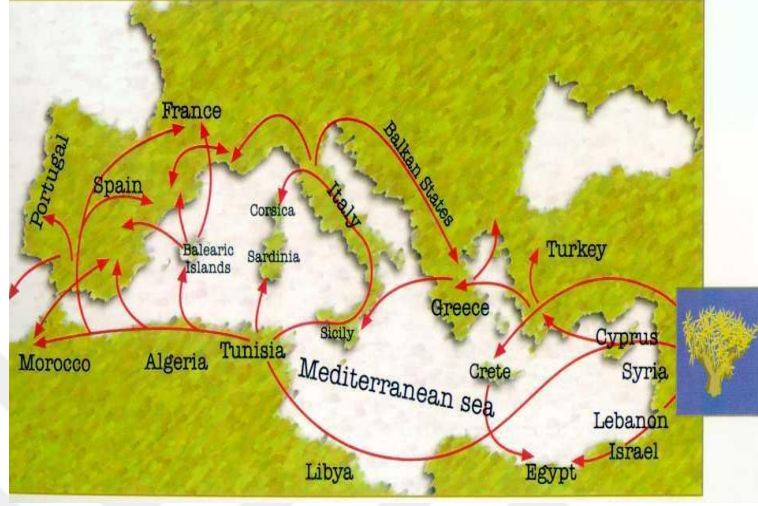 France
Portugal
Spain
Balkan States
Italy
Corsica
Balearic
Islands
Sardinia
Turkey
Greece
Sicily
Cyprus
Morocco
Algeria
Tunisia
Mediterranean sea
Crete
Syria
Lebanon
Israel
Libya
Egypt